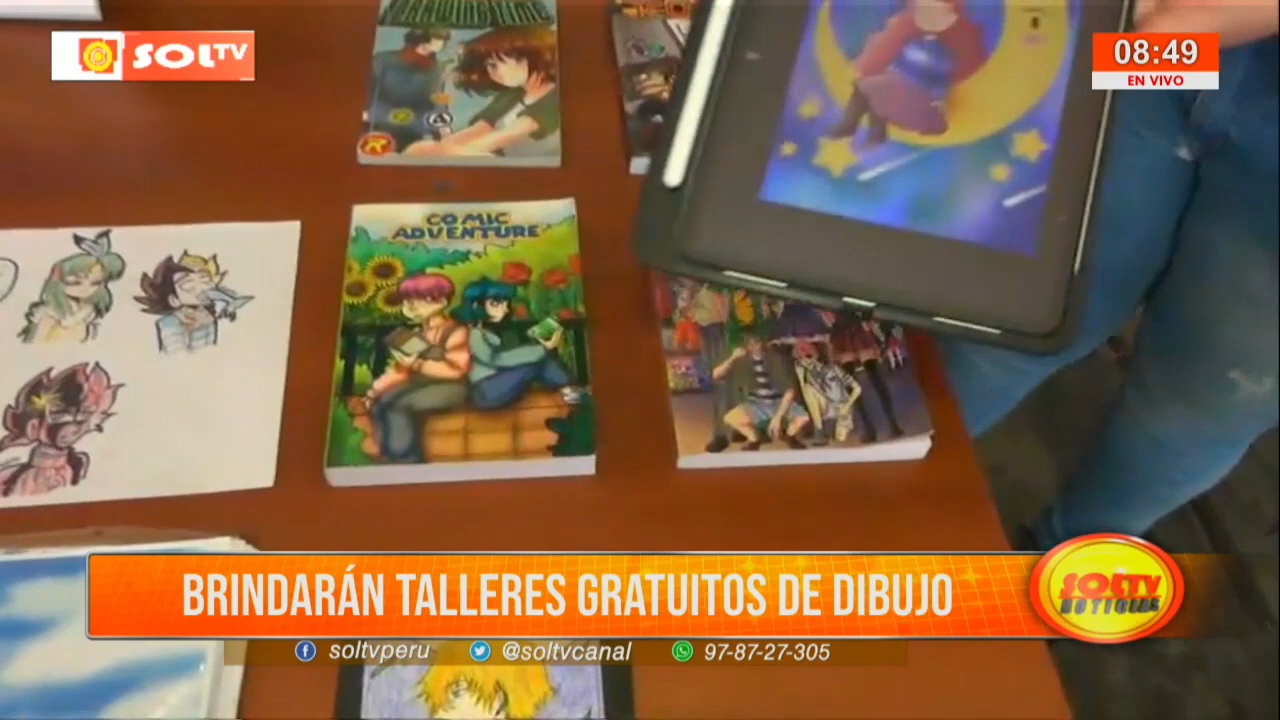 SOLTV
08:49
EN VIVO
COMIC
ADVENTURE
BRINDARÁN TALLERES GRATUITOS DE DIBUJO
SOLTV
NOTICIAS
soltvperu
@soltvcanal
97-87-27-305